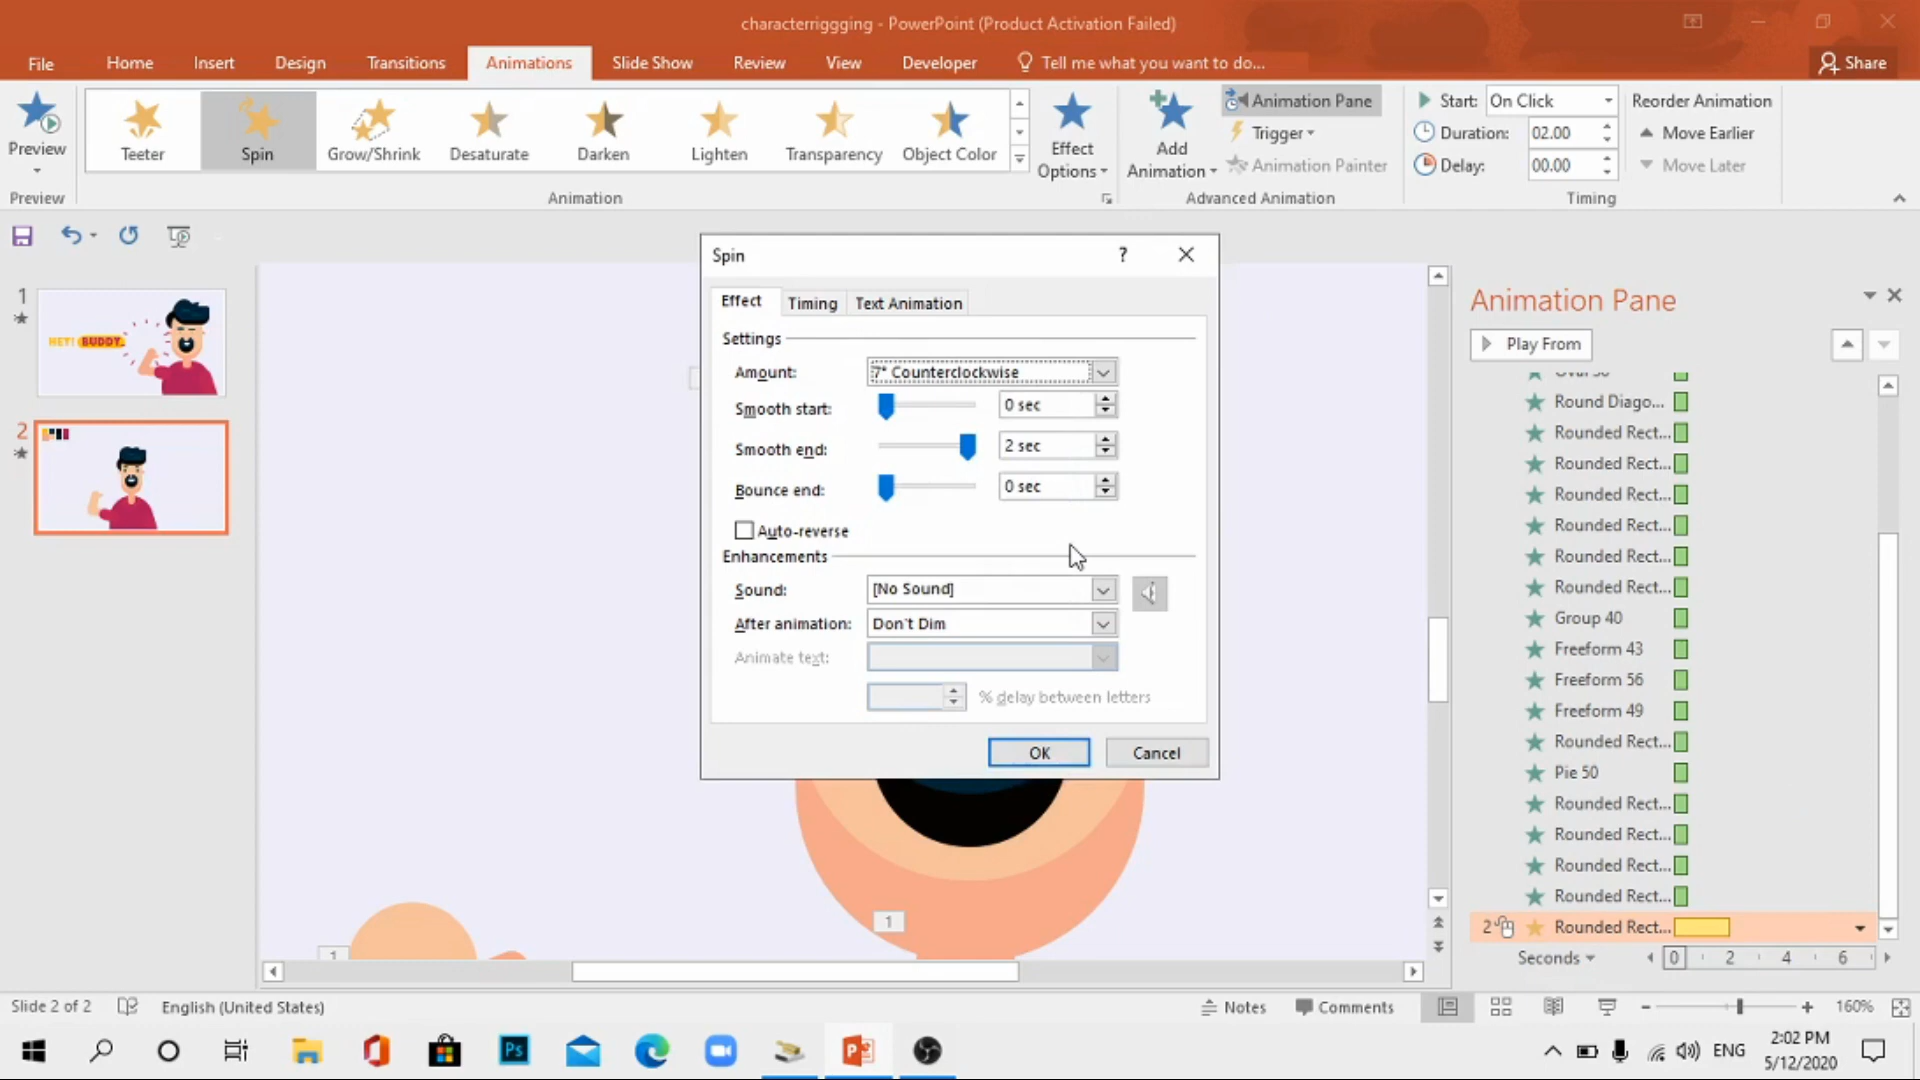 characterriggging - PowerPoint (Product Activation Failed)
File Home Insert Design Transitions Animations Slide Show Review View Developer Tell me what you want to do... Share
Preview
Teeter Spin Grow/Shrink Desaturate Darken Lighten Transparency Object Color
Effect Options
Add Animation
Animation Pane
Trigger
Animation Painter
Start: On Click
Duration: 02.00
Delay: 00.00
Reorder Animation
Move Earlier
Move Later
Preview Animation Advanced Animation Timing
1
HEY! BUDDY.
2
Spin ?
Effect Timing Text Animation
Settings
Amount: 7° Counterclockwise
Smooth start: 0 sec
Smooth end: 2 sec
Bounce end: 0 sec
Auto-reverse
Enhancements
Sound: [No Sound]
After animation: Don't Dim
Animate text:
% delay between letters
OK Cancel
1
1
Animation Pane
Play From
Round Diago...
Rounded Rect...
Rounded Rect...
Rounded Rect...
Rounded Rect...
Rounded Rect...
Rounded Rect...
Group 40
Freeform 43
Freeform 56
Freeform 49
Rounded Rect...
Pie 50
Rounded Rect...
Rounded Rect...
Rounded Rect...
Rounded Rect...
2 Rounded Rect...
Seconds 0 2 4 6
Slide 2 of 2 English (United States) Notes Comments 160%
Ps
ENG
2:02 PM
5/12/2020